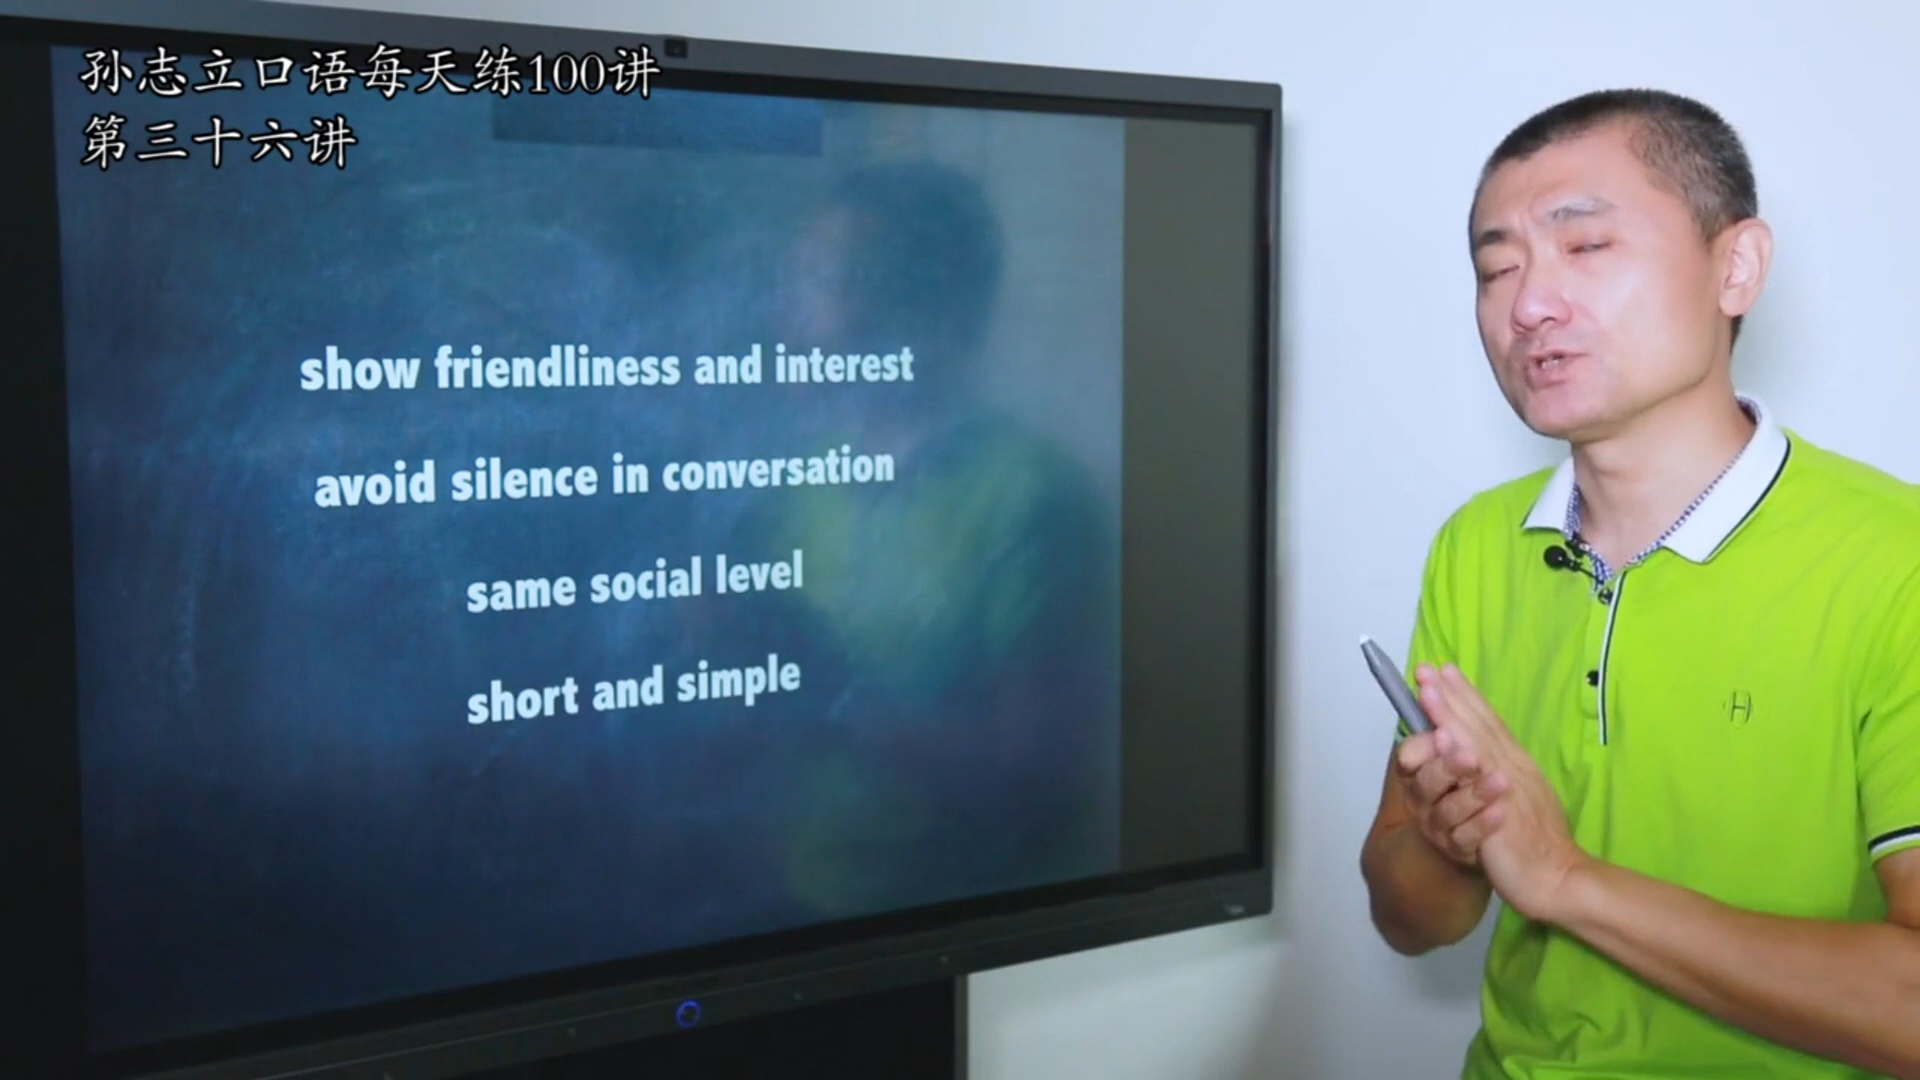 孙志立口语每天练100讲
第三十六讲
show friendliness and interest
avoid silence in conversation
same social level
short and simple
H